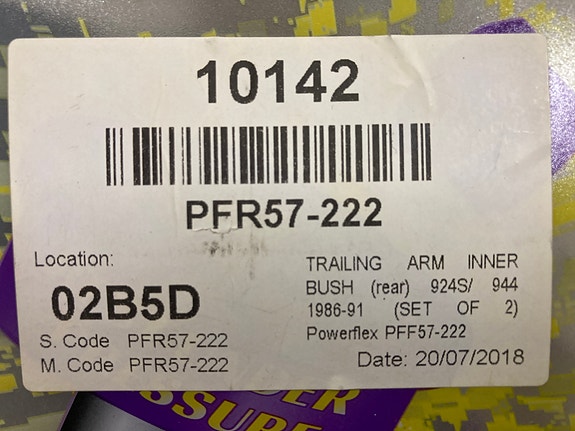 10142
PFR57-222
Location:
02B5D
S. Code PFR57-222
M. Code PFR57-222
TRAILING ARM INNER
BUSH (rear) 924S/ 944
1986-91 (SET OF 2)
Powerflex PFF57-222
Date: 20/07/2018